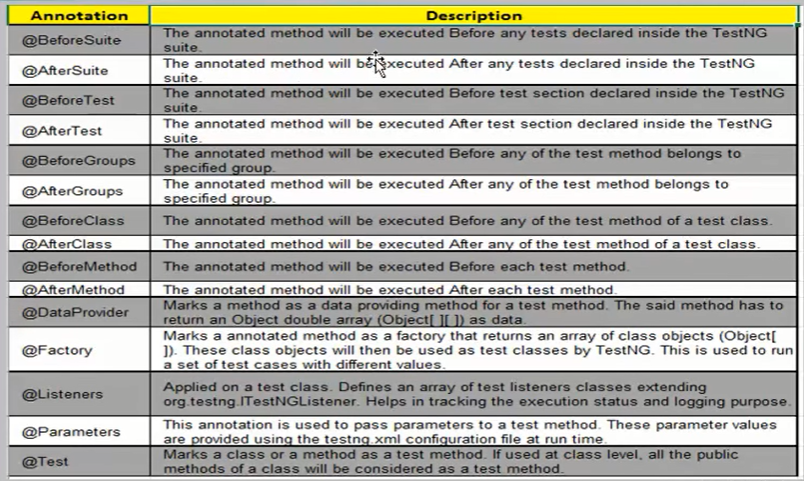 Annotation Description
@BeforeSuite
The annotated method will be executed Before any tests declared inside the TestNG
suite.
@AfterSuite
The annotated method will be executed After any tests declared inside the TestNG
suite.
@BeforeTest
The annotated method will be executed Before test section declared inside the TestNG
suite.
@AfterTest
The annotated method will be executed After test section declared inside the TestNG
suite.
@BeforeGroups
The annotated method will be executed Before any of the test method belongs to
specified group.
@AfterGroups
The annotated method will be executed After any of the test method belongs to
specified group.
@BeforeClass
The annotated method will be executed Before any of the test method of a test class.
@AfterClass
The annotated method will be executed After any of the test method of a test class.
@BeforeMethod
The annotated method will be executed Before each test method.
@AfterMethod
The annotated method will be executed After each test method.
@DataProvider
Marks a method as a data providing method for a test method. The said method has to
return an Object double array (Object[ ][ ]) as data.
@Factory
Marks a annotated method as a factory that returns an array of class objects (Object[
]). These class objects will then be used as test classes by TestNG. This is used to run
a set of test cases with different values.
@Listeners
Applied on a test class. Defines an array of test listeners classes extending
org.testng.ITestNGListener. Helps in tracking the execution status and logging purpose.
@Parameters
This annotation is used to pass parameters to a test method. These parameter values
are provided using the testng.xml configuration file at run time.
@Test
Marks a class or a method as a test method. If used at class level, all the public
methods of a class will be considered as a test method.